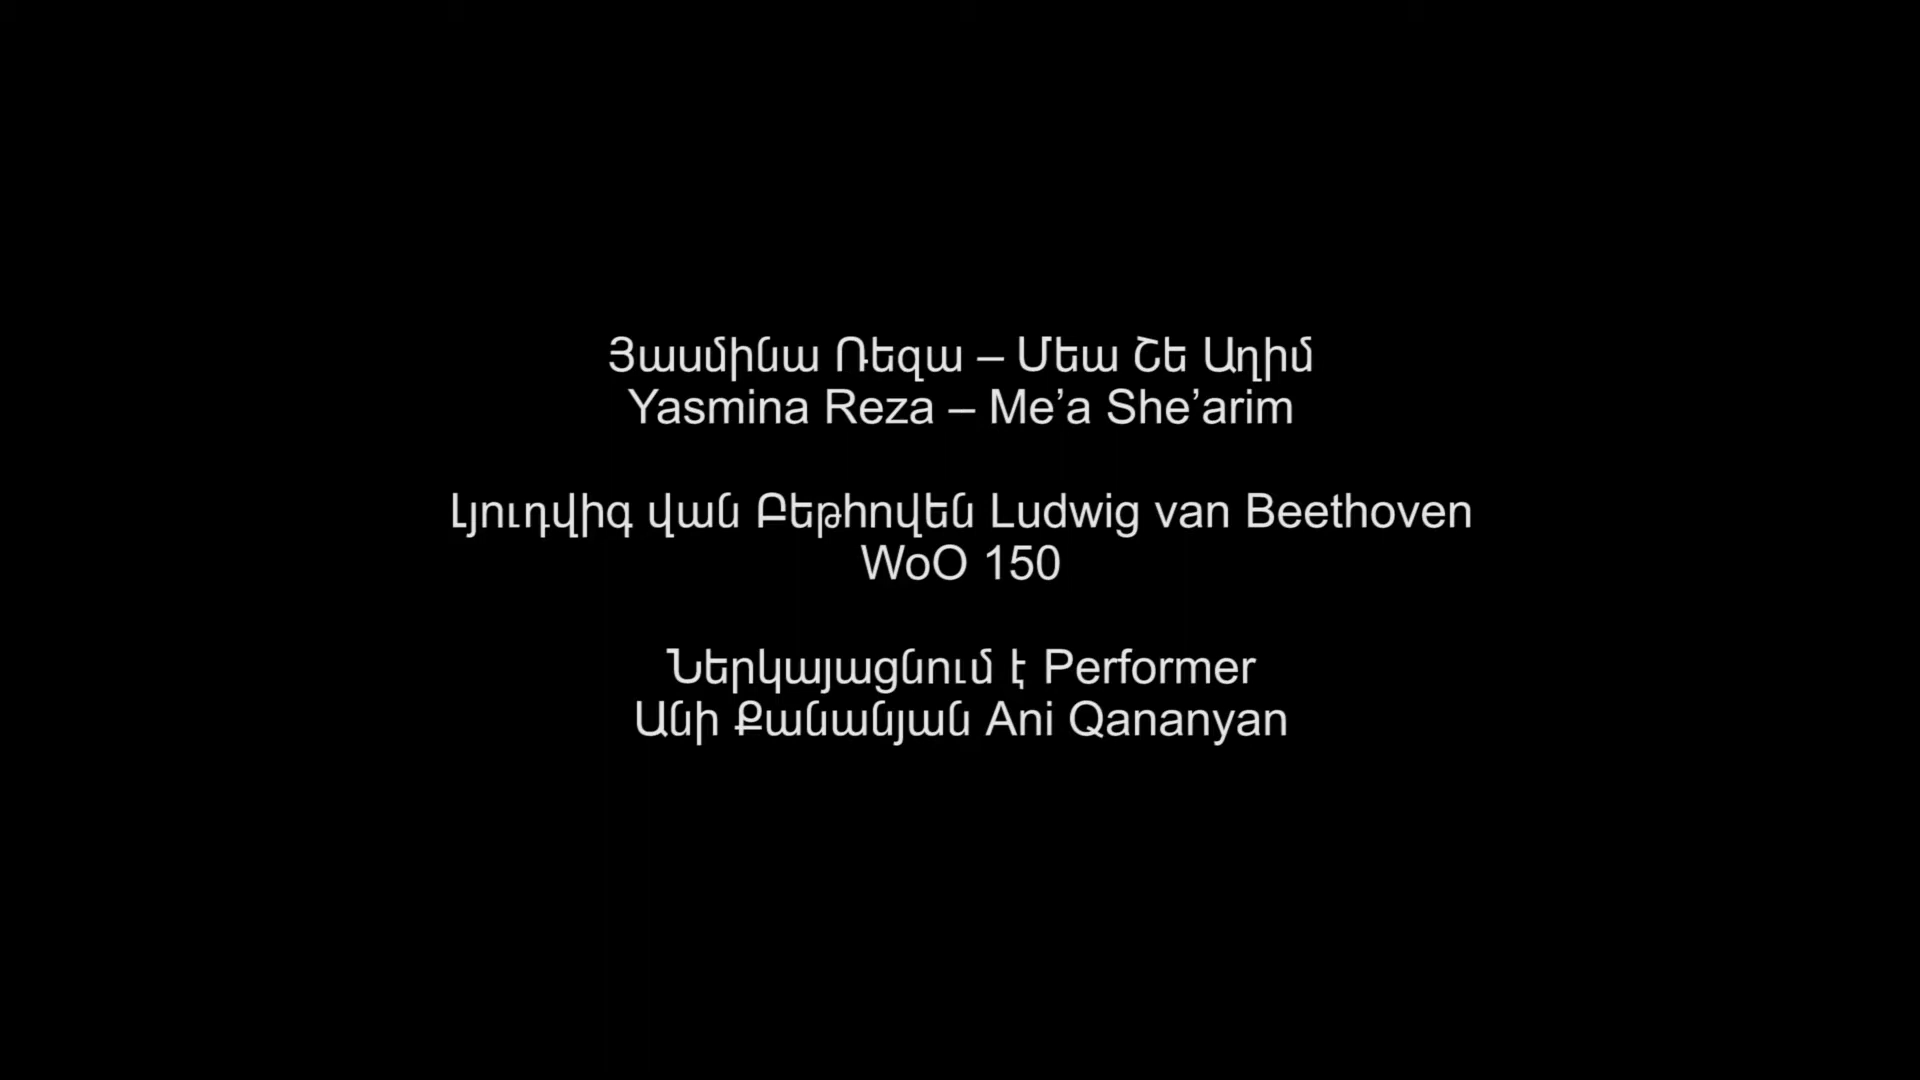 Յասմինա Ռեզա – Մեա Շե Աղիմ
Yasmina Reza – Me’a She’arim
Լյուդվիգ վան Բեթհովեն Ludwig van Beethoven
WoO 150
Ներկայացնում է Performer
Անի Քանանյան Ani Qananyan